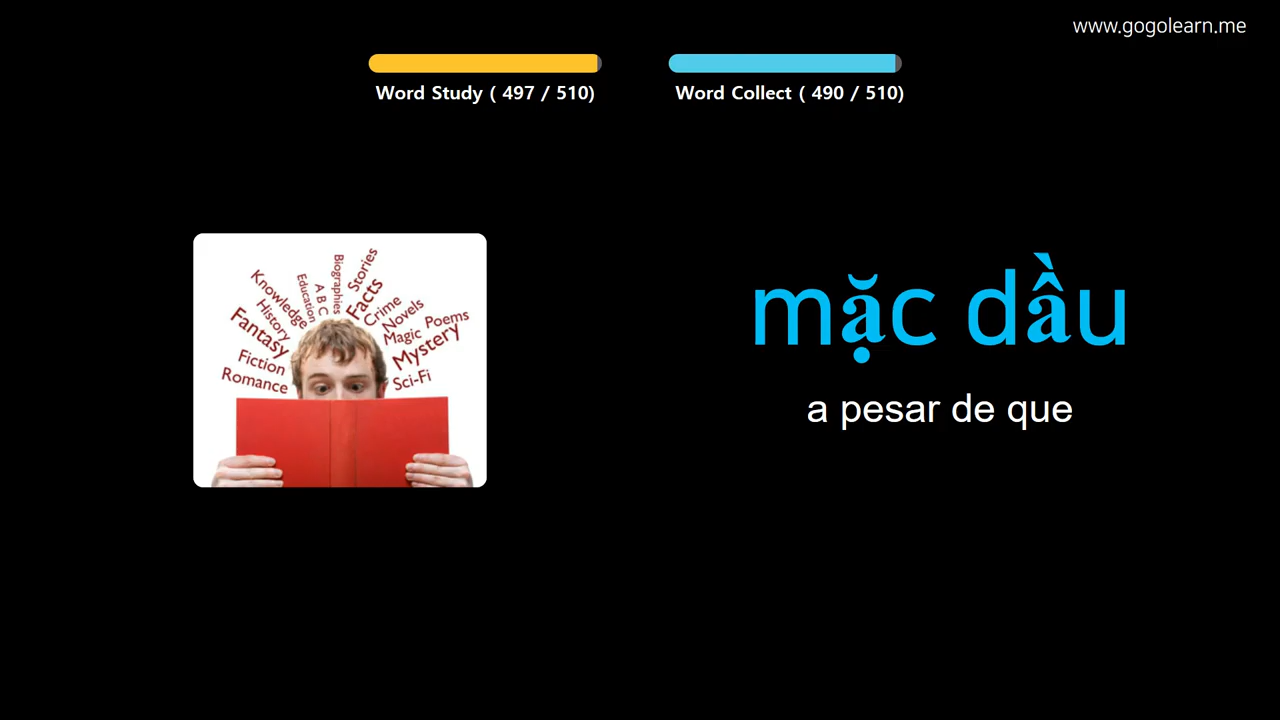 www.gogolearn.me
Word Study ( 497 / 510)
Word Collect ( 490 / 510)
Knowledge
History
Fantasy
Fiction
Romance
Education
A B C
Biographies
Stories
Facts
Crime
Novels
Magic
Poems
Mystery
Sci-Fi
mặc dầu
a pesar de que